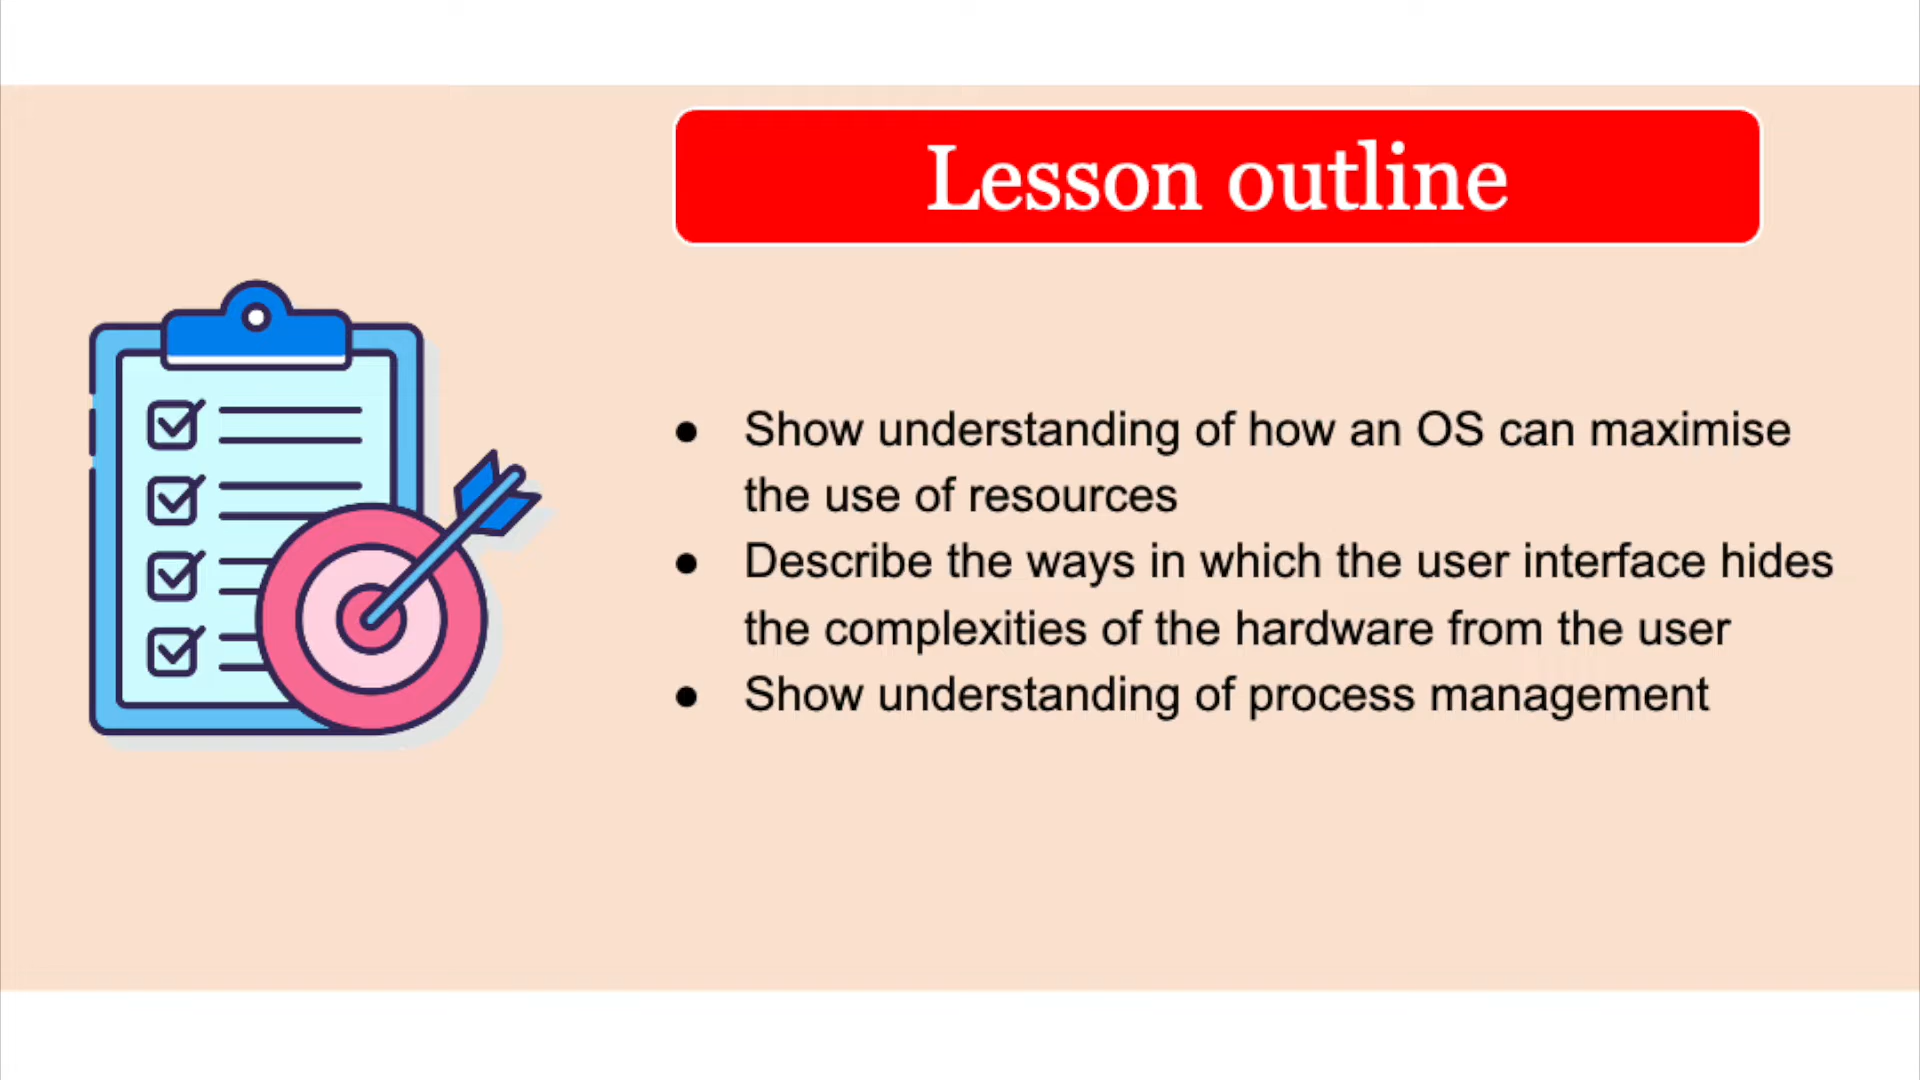 Lesson outline
● Show understanding of how an OS can maximise
the use of resources
● Describe the ways in which the user interface hides
the complexities of the hardware from the user
● Show understanding of process management